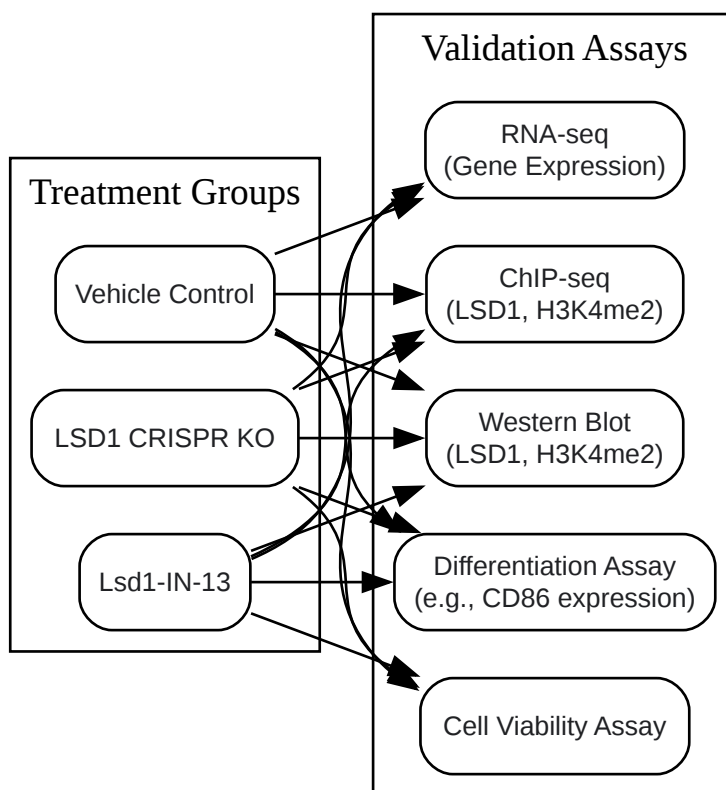 Treatment Groups
Vehicle Control
LSD1 CRISPR KO
Lsd1-IN-13
Validation Assays
RNA-seq
(Gene Expression)
ChIP-seq
(LSD1, H3K4me2)
Western Blot
(LSD1, H3K4me2)
Differentiation Assay
(e.g., CD86 expression)
Cell Viability Assay